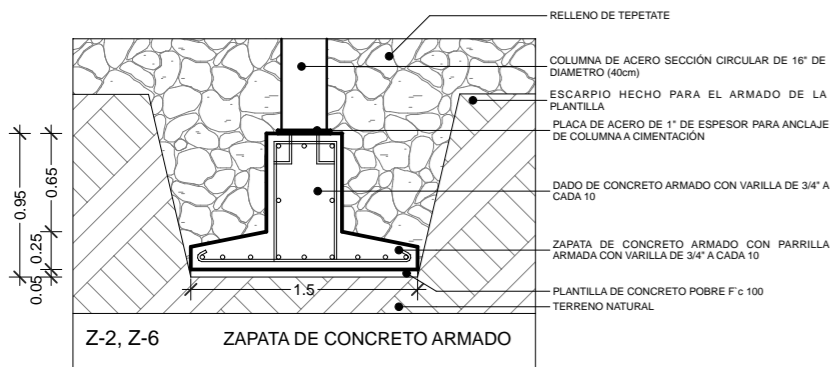 RELLENO DE TEPETATE
COLUMNA DE ACERO SECCIÓN CIRCULAR DE 16" DE
DIAMETRO (40cm)
ESCARPIO HECHO PARA EL ARMADO DE LA
PLANTILLA
PLACA DE ACERO DE 1" DE ESPESOR PARA ANCLAJE
DE COLUMNA A CIMENTACIÓN
DADO DE CONCRETO ARMADO CON VARILLA DE 3/4" A
CADA 10
ZAPATA DE CONCRETO ARMADO CON PARRILLA
ARMADA CON VARILLA DE 3/4" A CADA 10
PLANTILLA DE CONCRETO POBRE F`c 100
TERRENO NATURAL
0.95
0.65
0.25
0.05
1.5
Z-2, Z-6 ZAPATA DE CONCRETO ARMADO